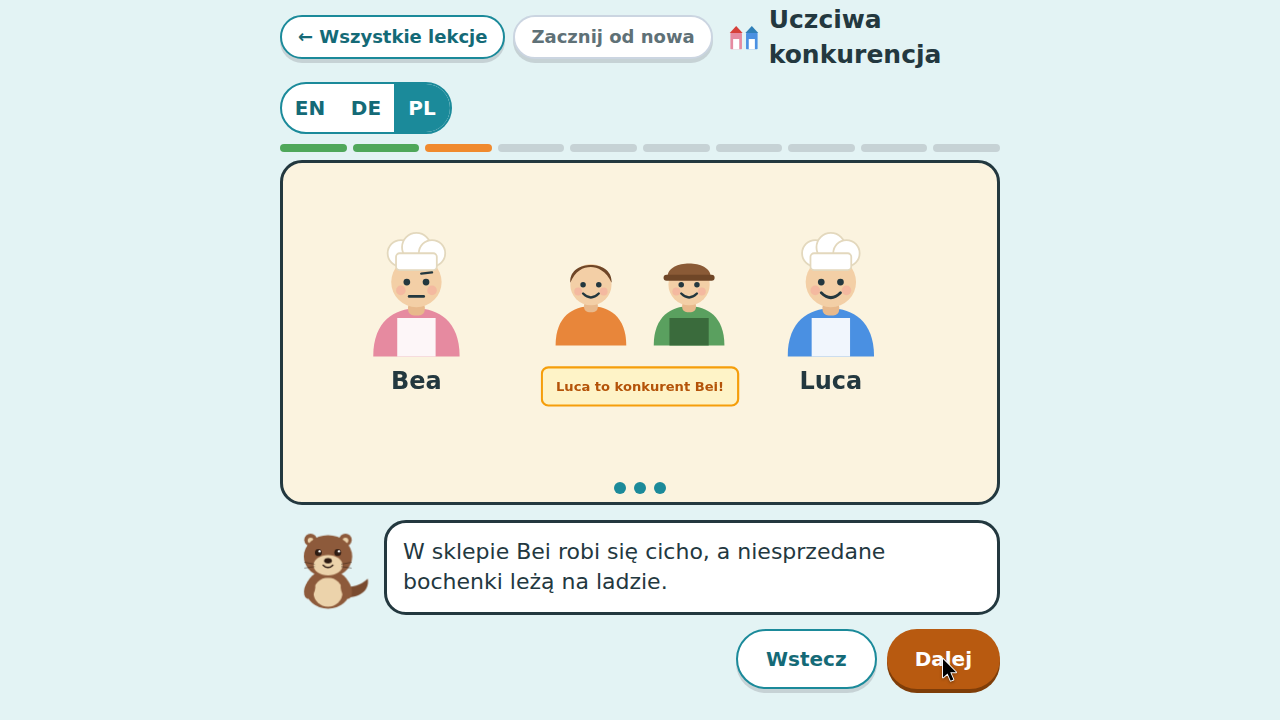 ← Wszystkie lekcje
Zacznij od nowa
Uczciwa
konkurencja
EN DE PL
Bea
Luca to konkurent Bei!
Luca
W sklepie Bei robi się cicho, a niesprzedane
bochenki leżą na ladzie.
Wstecz
Dalej